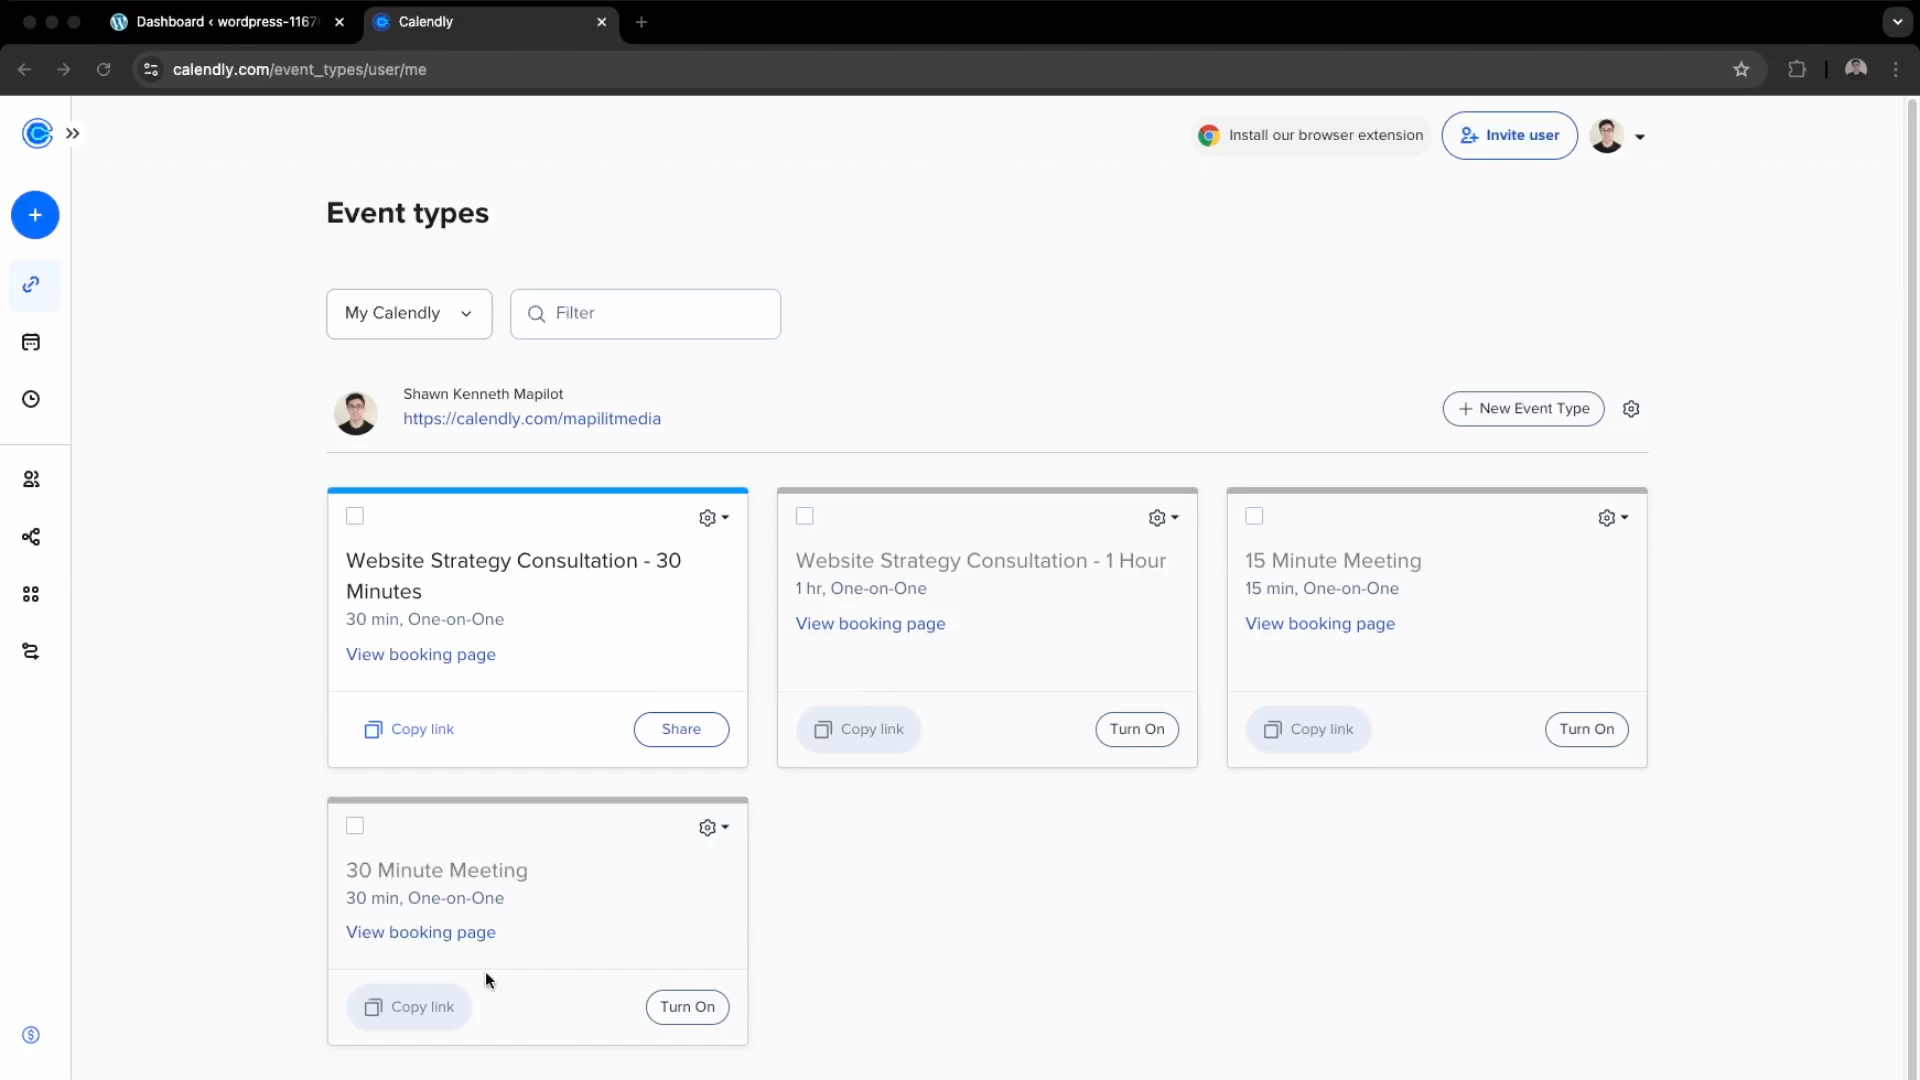 Dashboard ‹ wordpress-1167
Calendly
calendly.com/event_types/user/me
Install our browser extension
Invite user
Event types
My Calendly
Filter
Shawn Kenneth Mapilot
https://calendly.com/mapilitmedia
+ New Event Type
Website Strategy Consultation - 30
Minutes
30 min, One-on-One
View booking page
Copy link
Share
Website Strategy Consultation - 1 Hour
1 hr, One-on-One
View booking page
Copy link
Turn On
15 Minute Meeting
15 min, One-on-One
View booking page
Copy link
Turn On
30 Minute Meeting
30 min, One-on-One
View booking page
Copy link
Turn On